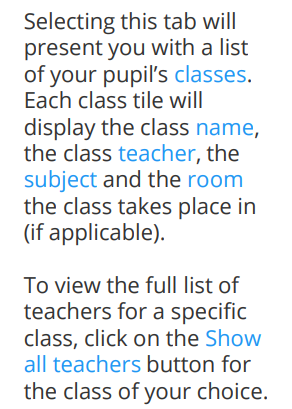 Selecting this tab will
present you with a list
of your pupil's classes.
Each class tile will
display the class name,
the class teacher, the
subject and the room
the class takes place in
(if applicable).
To view the full list of
teachers for a specific
class, click on the Show
all teachers button for
the class of your choice.